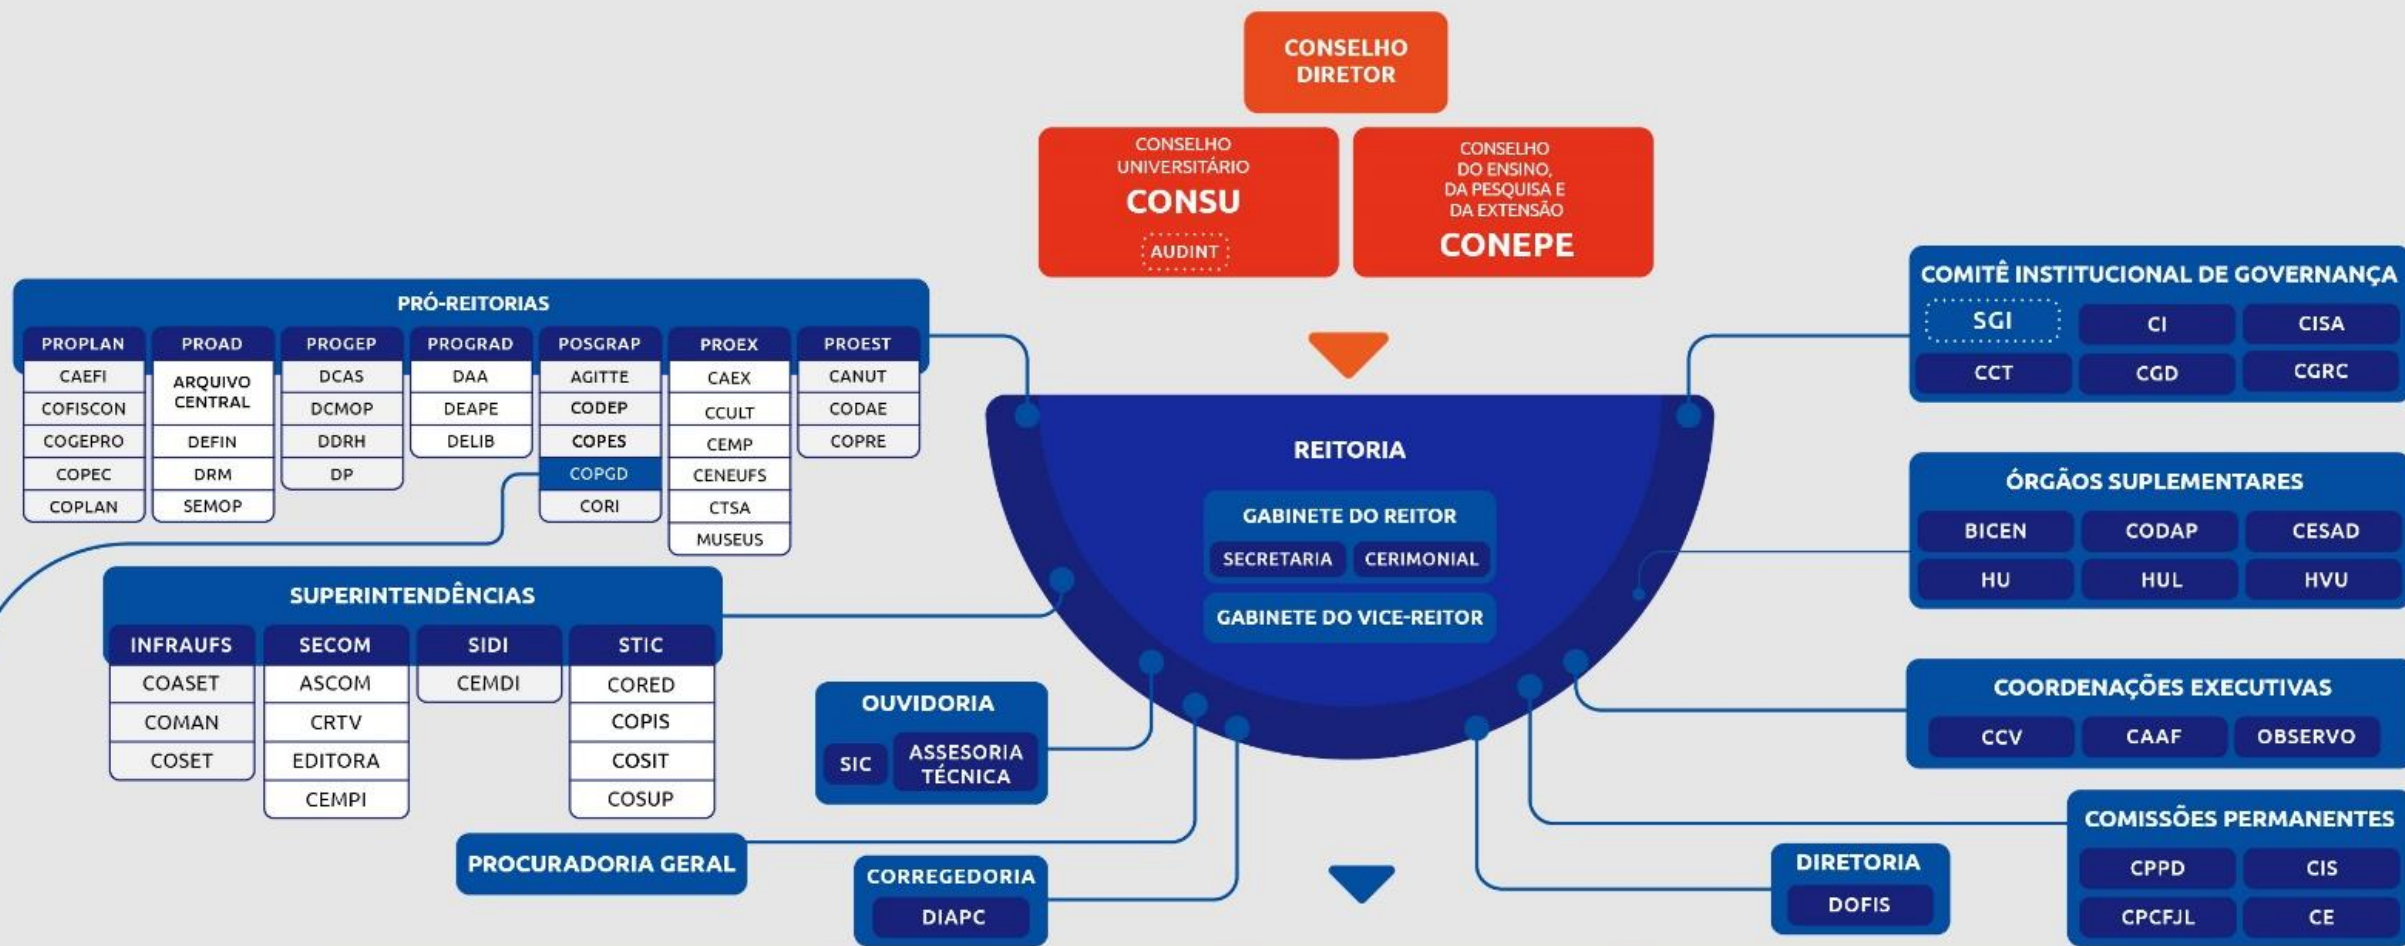 CONSELHO
DIRETOR
CONSELHO
UNIVERSITÁRIO
CONSU
AUDINT
CONSELHO
DO ENSINO,
DA PESQUISA E
DA EXTENSÃO
CONEPE
PRÓ-REITORIAS
PROPLAN
CAEFI
COFISCON
COGEPRO
COPEC
COPLAN
PROAD
ARQUIVO
CENTRAL
DEFIN
DRM
SEMOP
PROGEP
DCAS
DCMOP
DDRH
DP
PROGRAD
DAA
DEAPE
DELIB
POSGRAP
AGITTE
CODEP
COPES
COPGD
CORI
PROEX
CAEX
CCULT
CEMP
CENEUFS
CTSA
MUSEUS
PROEST
CANUT
CODAE
COPRE
SUPERINTENDÊNCIAS
INFRAUFS
COASET
COMAN
COSET
SECOM
ASCOM
CRTV
EDITORA
CEMPI
SIDI
CEMDI
STIC
CORED
COPIS
COSIT
COSUP
OUVIDORIA
SIC
ASSESORIA
TÉCNICA
PROCURADORIA GERAL
CORREGEDORIA
DIAPC
REITORIA
GABINETE DO REITOR
SECRETARIA CERIMONIAL
GABINETE DO VICE-REITOR
COMITÊ INSTITUCIONAL DE GOVERNANÇA
SGI CI CISA
CCT CGD CGRC
ÓRGÃOS SUPLEMENTARES
BICEN CODAP CESAD
HU HUL HVU
COORDENAÇÕES EXECUTIVAS
CCV CAAF OBSERVO
COMISSÕES PERMANENTES
CPPD CIS
CPCFJL CE
DIRETORIA
DOFIS